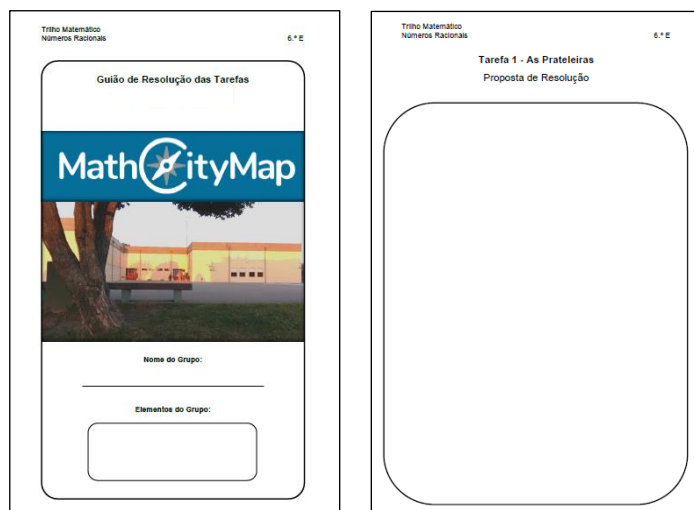 Trilho Matemático
Números Racionais
6.º E
Guião de Resolução das Tarefas
MathCityMap
Nome do Grupo:
Elementos do Grupo:
Trilho Matemático
Números Racionais
6.º E
Tarefa 1 - As Prateleiras
Proposta de Resolução